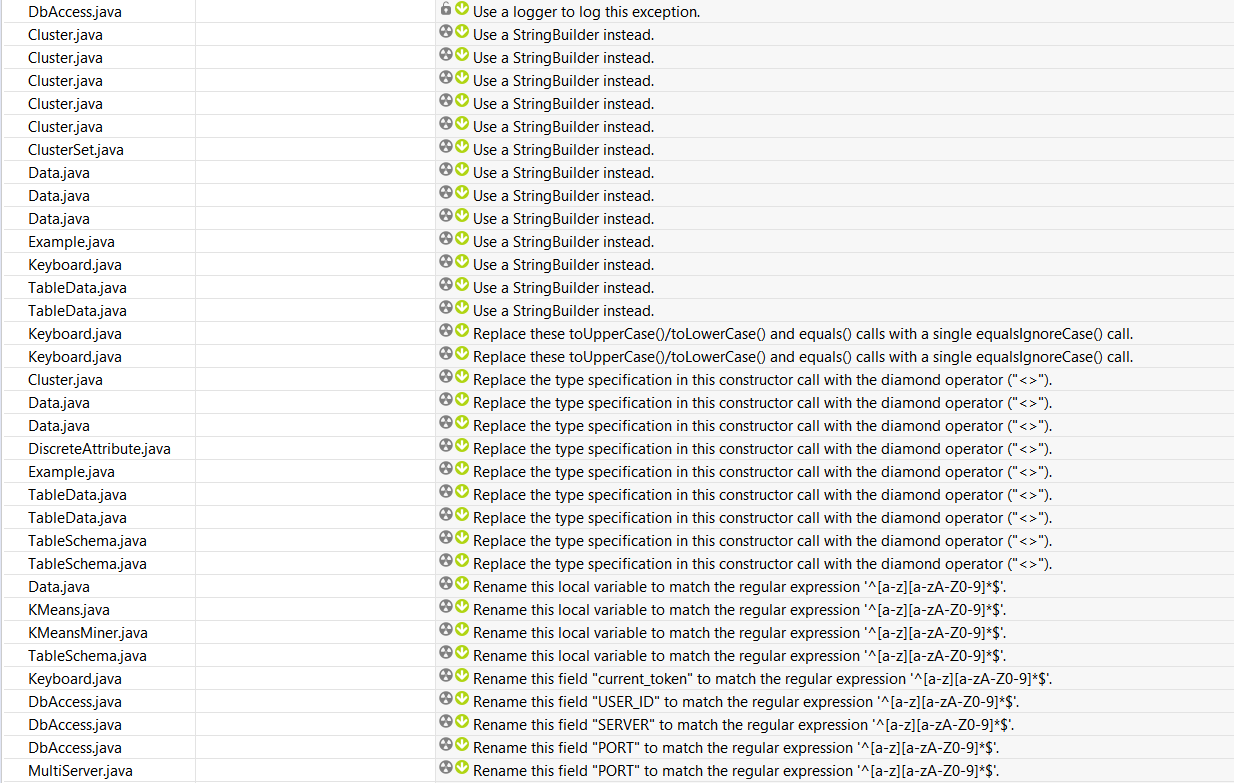 DbAccess.java Use a logger to log this exception.
Cluster.java Use a StringBuilder instead.
Cluster.java Use a StringBuilder instead.
Cluster.java Use a StringBuilder instead.
Cluster.java Use a StringBuilder instead.
Cluster.java Use a StringBuilder instead.
ClusterSet.java Use a StringBuilder instead.
Data.java Use a StringBuilder instead.
Data.java Use a StringBuilder instead.
Data.java Use a StringBuilder instead.
Example.java Use a StringBuilder instead.
Keyboard.java Use a StringBuilder instead.
TableData.java Use a StringBuilder instead.
TableData.java Use a StringBuilder instead.
Keyboard.java Replace these toUpperCase()/toLowerCase() and equals() calls with a single equalsIgnoreCase() call.
Keyboard.java Replace these toUpperCase()/toLowerCase() and equals() calls with a single equalsIgnoreCase() call.
Cluster.java Replace the type specification in this constructor call with the diamond operator ("<>").
Data.java Replace the type specification in this constructor call with the diamond operator ("<>").
Data.java Replace the type specification in this constructor call with the diamond operator ("<>").
DiscreteAttribute.java Replace the type specification in this constructor call with the diamond operator ("<>").
Example.java Replace the type specification in this constructor call with the diamond operator ("<>").
TableData.java Replace the type specification in this constructor call with the diamond operator ("<>").
TableData.java Replace the type specification in this constructor call with the diamond operator ("<>").
TableSchema.java Replace the type specification in this constructor call with the diamond operator ("<>").
TableSchema.java Replace the type specification in this constructor call with the diamond operator ("<>").
Data.java Rename this local variable to match the regular expression '^[a-z][a-zA-Z0-9]*$'.
KMeans.java Rename this local variable to match the regular expression '^[a-z][a-zA-Z0-9]*$'.
KMeansMiner.java Rename this local variable to match the regular expression '^[a-z][a-zA-Z0-9]*$'.
TableSchema.java Rename this local variable to match the regular expression '^[a-z][a-zA-Z0-9]*$'.
Keyboard.java Rename this field "current_token" to match the regular expression '^[a-z][a-zA-Z0-9]*$'.
DbAccess.java Rename this field "USER_ID" to match the regular expression '^[a-z][a-zA-Z0-9]*$'.
DbAccess.java Rename this field "SERVER" to match the regular expression '^[a-z][a-zA-Z0-9]*$'.
DbAccess.java Rename this field "PORT" to match the regular expression '^[a-z][a-zA-Z0-9]*$'.
MultiServer.java Rename this field "PORT" to match the regular expression '^[a-z][a-zA-Z0-9]*$'.